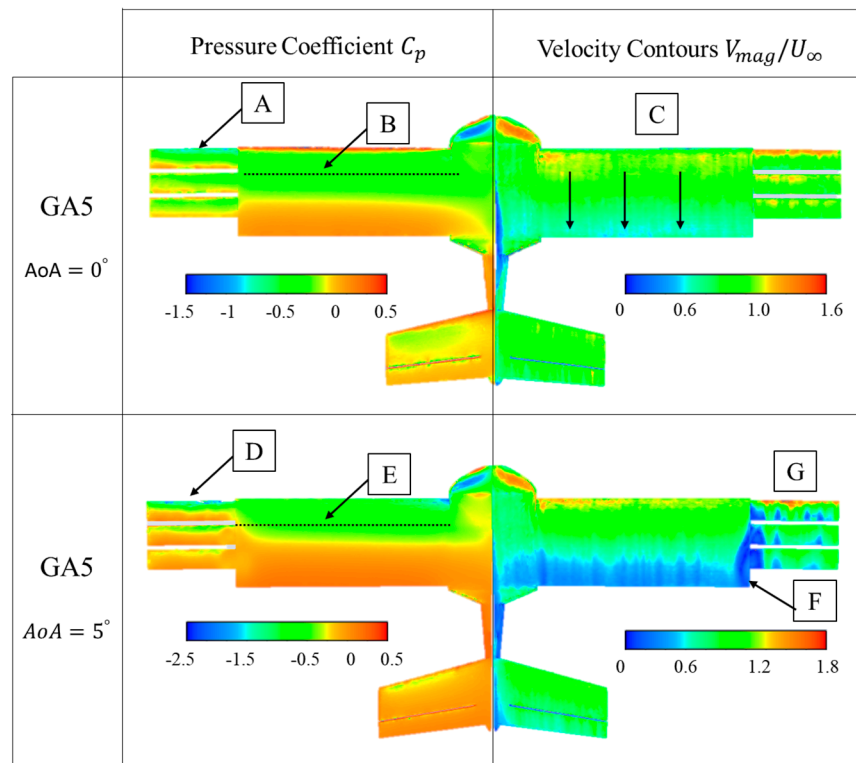 Pressure Coefficient C_p
Velocity Contours V_mag/U_∞
A
B
C
GA5
AoA = 0°
-1.5 -1 -0.5 0 0.5
0 0.6 1.0 1.6
D
E
G
GA5
AoA = 5°
F
-2.5 -1.5 -0.5 0 0.5
0 0.6 1.2 1.8